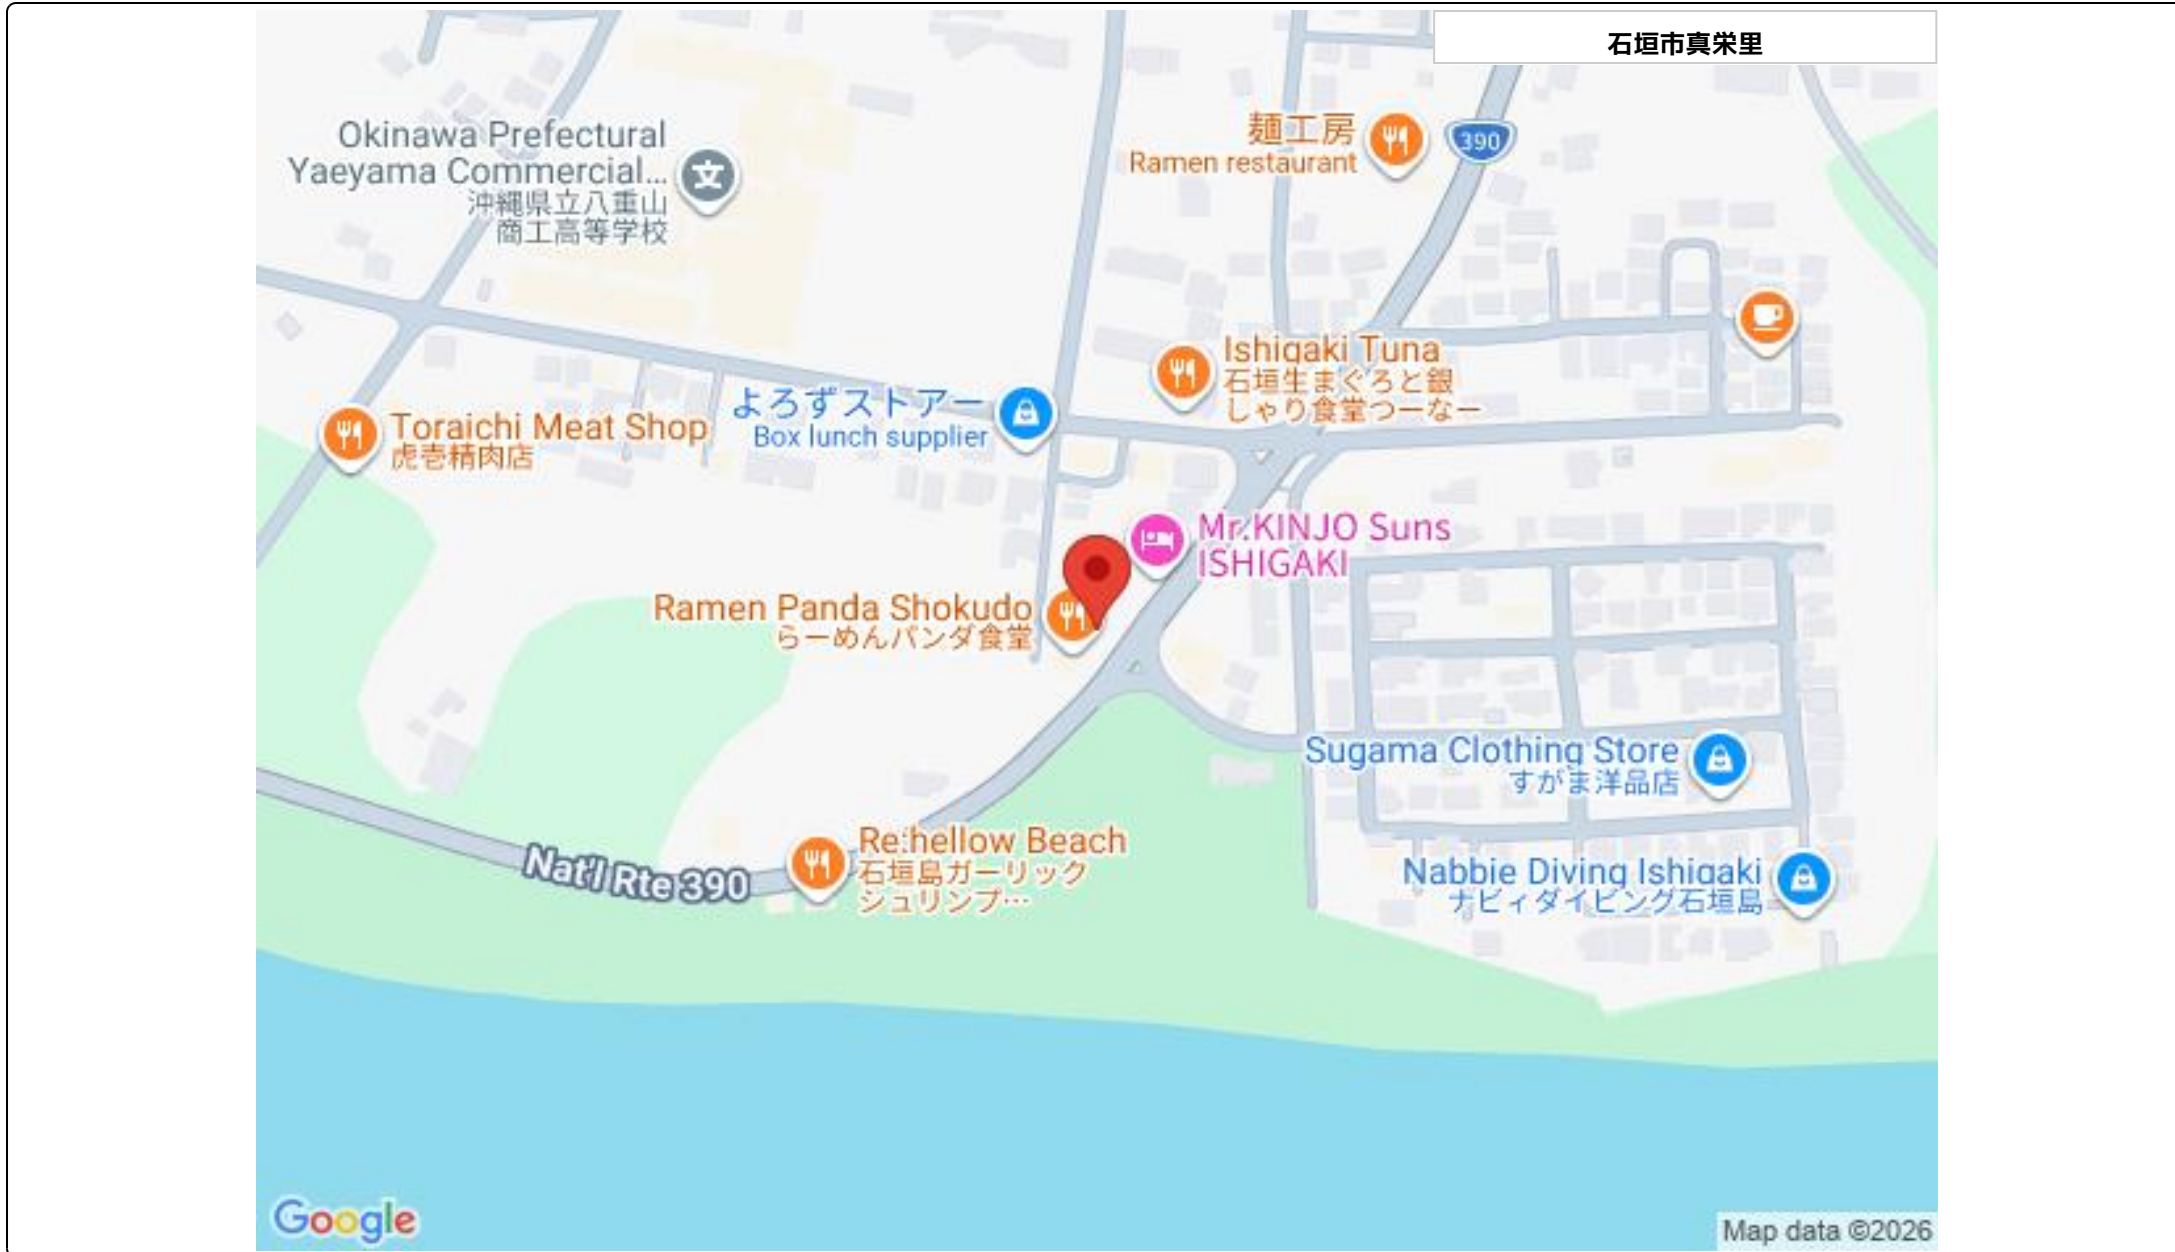 石垣市真栄里
390
麺工房
Ramen restaurant
Okinawa Prefectural
Yaeyama Commercial...
沖縄県立八重山
商工高等学校
文
Ishigaki Tuna
石垣生まぐろと銀
しゃり食堂つーなー
よろずストアー
Box lunch supplier
Toraichi Meat Shop
虎壱精肉店
Mr.KINJO Suns
ISHIGAKI
Ramen Panda Shokudo
らーめんパンダ食堂
Sugama Clothing Store
すがま洋品店
Re:hellow Beach
石垣島ガーリック
シュリンプ…
Nat'l Rte 390
Nabbie Diving Ishigaki
ナビィダイビング石垣島
Google
Map data ©2026